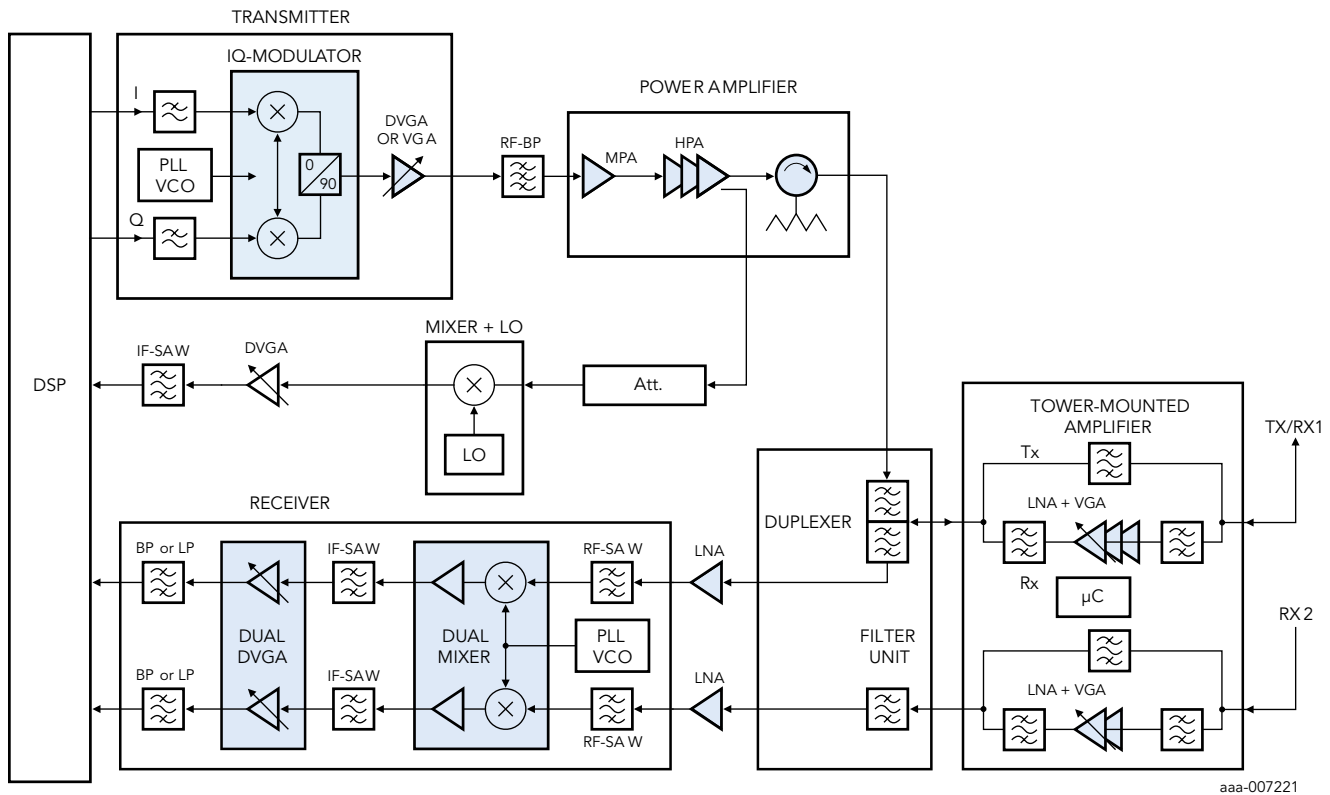 TRANSMITTER
IQ-MODULATOR
I
PLL
VCO
Q
0
90
DVGA
OR VGA
RF-BP
POWER AMPLIFIER
MPA
HPA
DSP
IF-SAW
DVGA
MIXER + LO
LO
Att.
TOWER-MOUNTED
AMPLIFIER
Tx
LNA + VGA
Rx
µC
LNA + VGA
TX/RX1
RX2
DUPLEXER
FILTER
UNIT
RECEIVER
BP or LP
IF-SAW
RF-SAW
LNA
DUAL
DVGA
DUAL
MIXER
PLL
VCO
BP or LP
IF-SAW
RF-SAW
LNA
aaa-007221